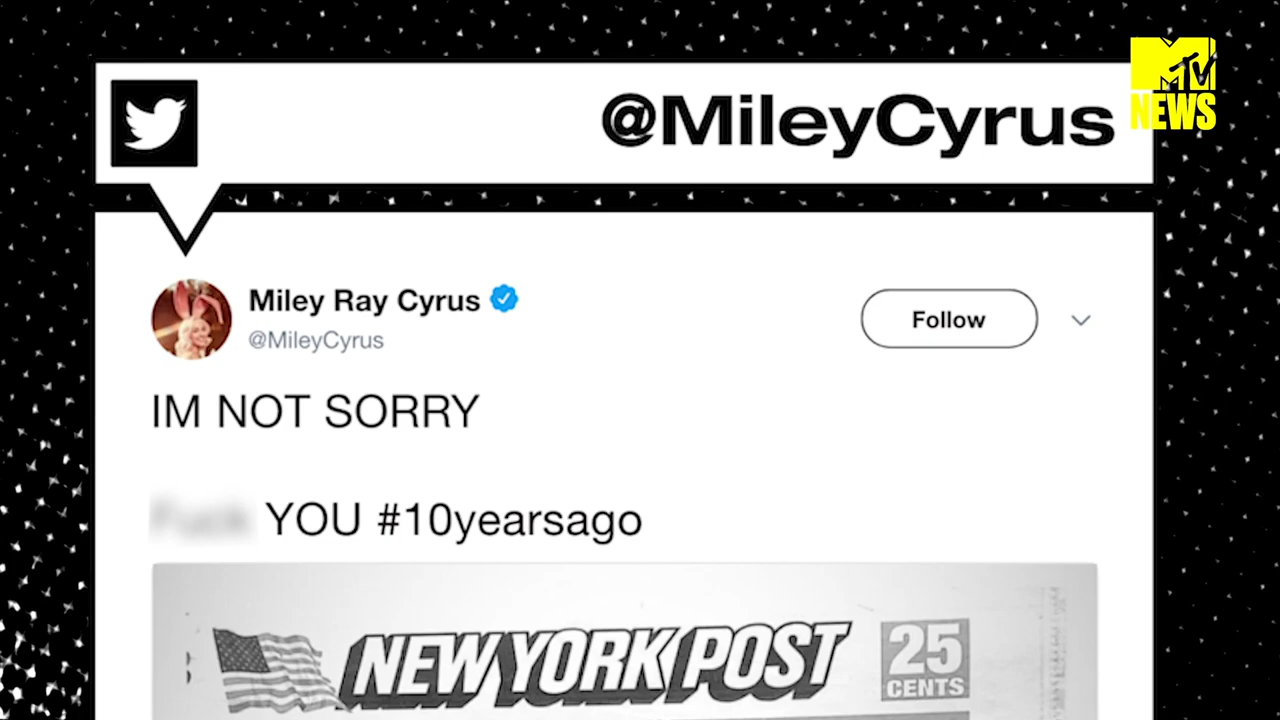 @MileyCyrus
MTV
NEWS
Miley Ray Cyrus
@MileyCyrus
Follow
IM NOT SORRY
YOU #10yearsago
NEW YORK POST
25
CENTS